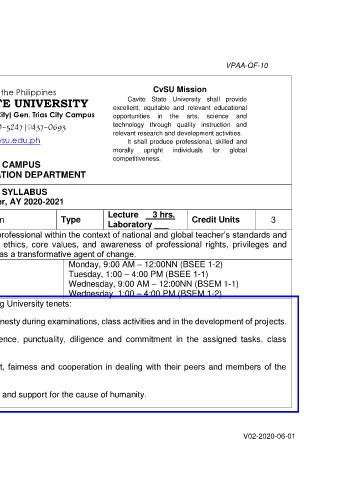 VPAA-QF-10
the Philippines
TE UNIVERSITY
City| Gen. Trias City Campus
0-5247 |@437-0693
vsu.edu.ph
CvSU Mission
Cavite State University shall provide
excellent, equitable and relevant educational
opportunities in the arts, science and
technology through quality instruction and
relevant research and development activities.
It shall produce professional, skilled and
morally upright individuals for global
competitiveness.
CAMPUS
ATION DEPARTMENT
SYLLABUS
er, AY 2020-2021
n Type Lecture 3 hrs. Credit Units 3
Laboratory ___
professional within the context of national and global teacher's standards and
ethics, core values, and awareness of professional rights, privileges and
as a transformative agent of change.
Monday, 9:00 AM – 12:00NN (BSEE 1-2)
Tuesday, 1:00 – 4:00 PM (BSEE 1-1)
Wednesday, 9:00 AM – 12:00NN (BSEM 1-1)
Wednesday, 1:00 – 4:00 PM (BSEM 1-2)
ng University tenets:
nesty during examinations, class activities and in the development of projects.
ence, punctuality, diligence and commitment in the assigned tasks, class
t, fairness and cooperation in dealing with their peers and members of the
and support for the cause of humanity.
V02-2020-06-01